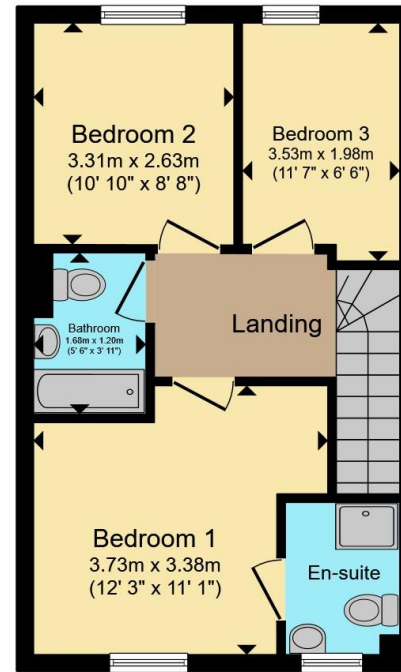 Bedroom 2
3.31m x 2.63m
(10' 10" x 8' 8")
Bedroom 3
3.53m x 1.98m
(11' 7" x 6' 6")
Bathroom
1.68m x 1.20m
(5' 6" x 3' 11")
Landing
Bedroom 1
3.73m x 3.38m
(12' 3" x 11' 1")
En-suite